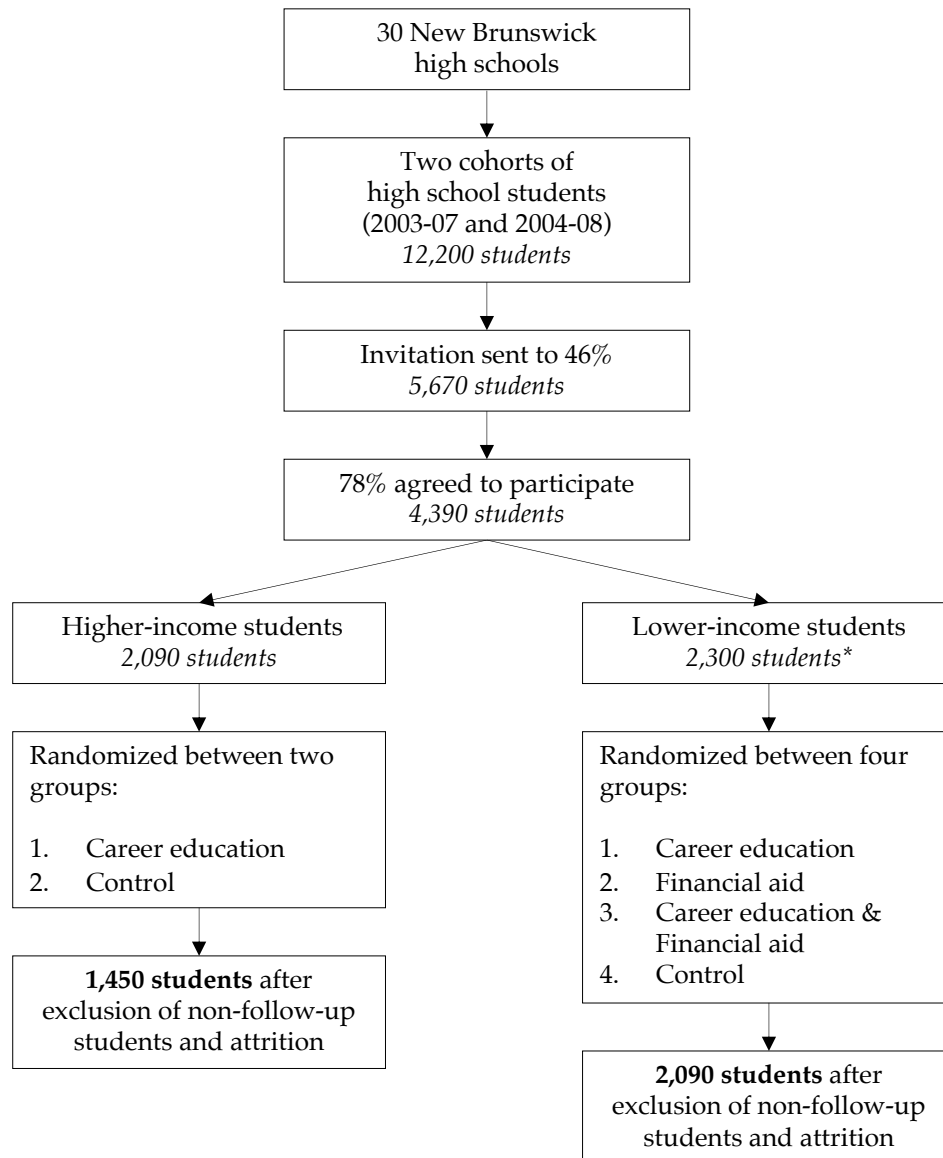 30 New Brunswick
high schools
Two cohorts of
high school students
(2003-07 and 2004-08)
12,200 students
Invitation sent to 46%
5,670 students
78% agreed to participate
4,390 students
Higher-income students
2,090 students
Lower-income students
2,300 students*
Randomized between two
groups:
1. Career education
2. Control
Randomized between four
groups:
1. Career education
2. Financial aid
3. Career education &
Financial aid
4. Control
1,450 students after
exclusion of non-follow-up
students and attrition
2,090 students after
exclusion of non-follow-up
students and attrition